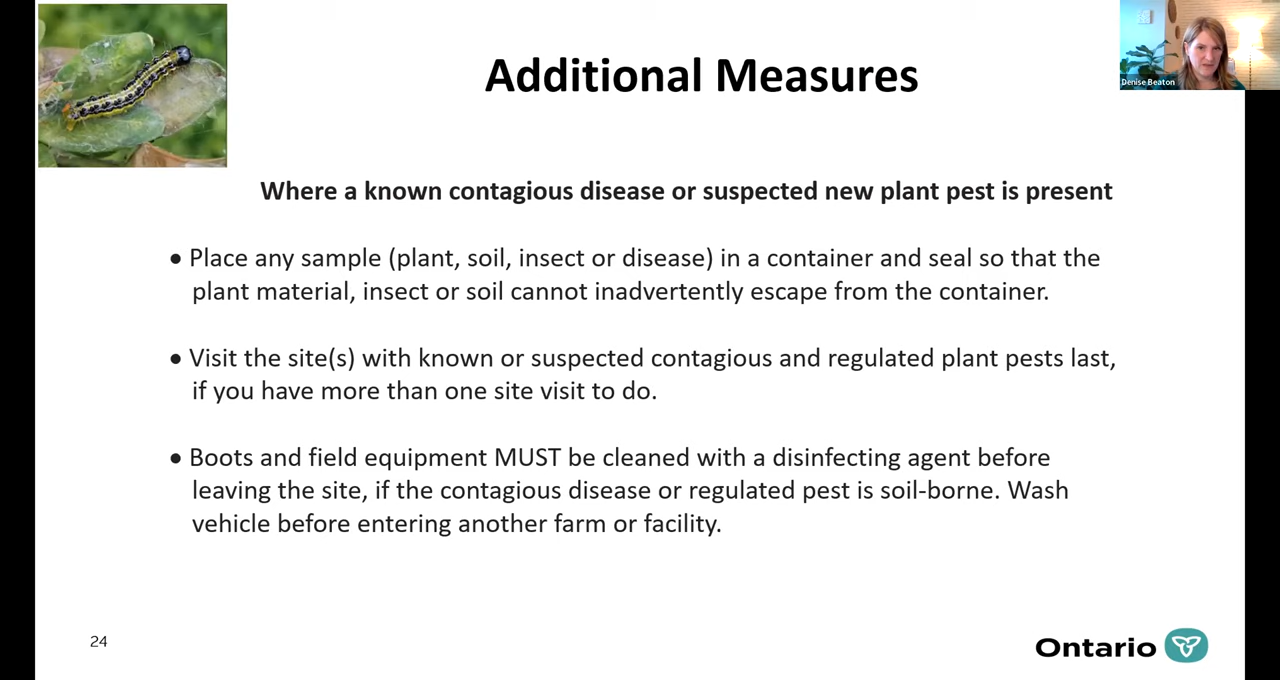 Additional Measures
Denise Beaton
Where a known contagious disease or suspected new plant pest is present
● Place any sample (plant, soil, insect or disease) in a container and seal so that the
plant material, insect or soil cannot inadvertently escape from the container.
● Visit the site(s) with known or suspected contagious and regulated plant pests last,
if you have more than one site visit to do.
● Boots and field equipment MUST be cleaned with a disinfecting agent before
leaving the site, if the contagious disease or regulated pest is soil-borne. Wash
vehicle before entering another farm or facility.
24
Ontario